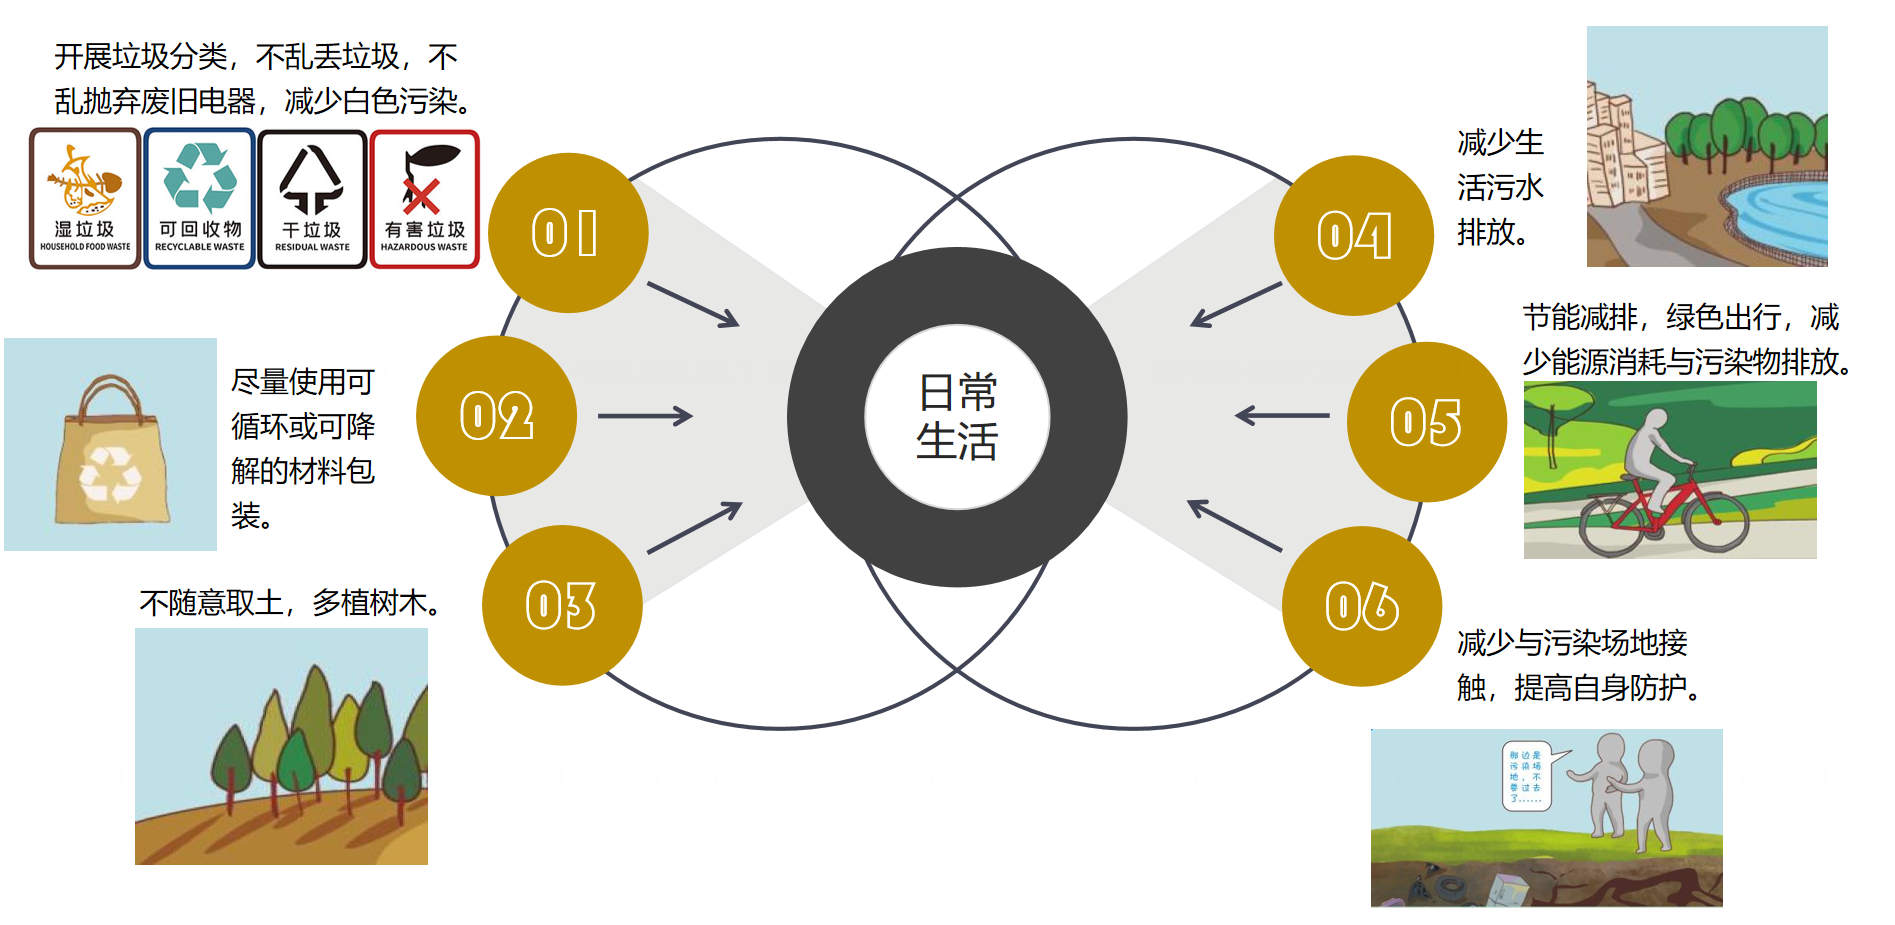 开展垃圾分类，不乱丢垃圾，不
乱抛弃废旧电器，减少白色污染。
湿垃圾
HOUSEHOLD FOOD WASTE
可回收物
RECYCLABLE WASTE
干垃圾
RESIDUAL WASTE
有害垃圾
HAZARDOUS WASTE
01
02
尽量使用可
循环或可降
解的材料包
装。
03
不随意取土，多植树木。
日常
生活
04
减少生
活污水
排放。
05
节能减排，绿色出行，减
少能源消耗与污染物排放。
06
减少与污染场地接
触，提高自身防护。
那边是
污染场
地，不
要过去
了......